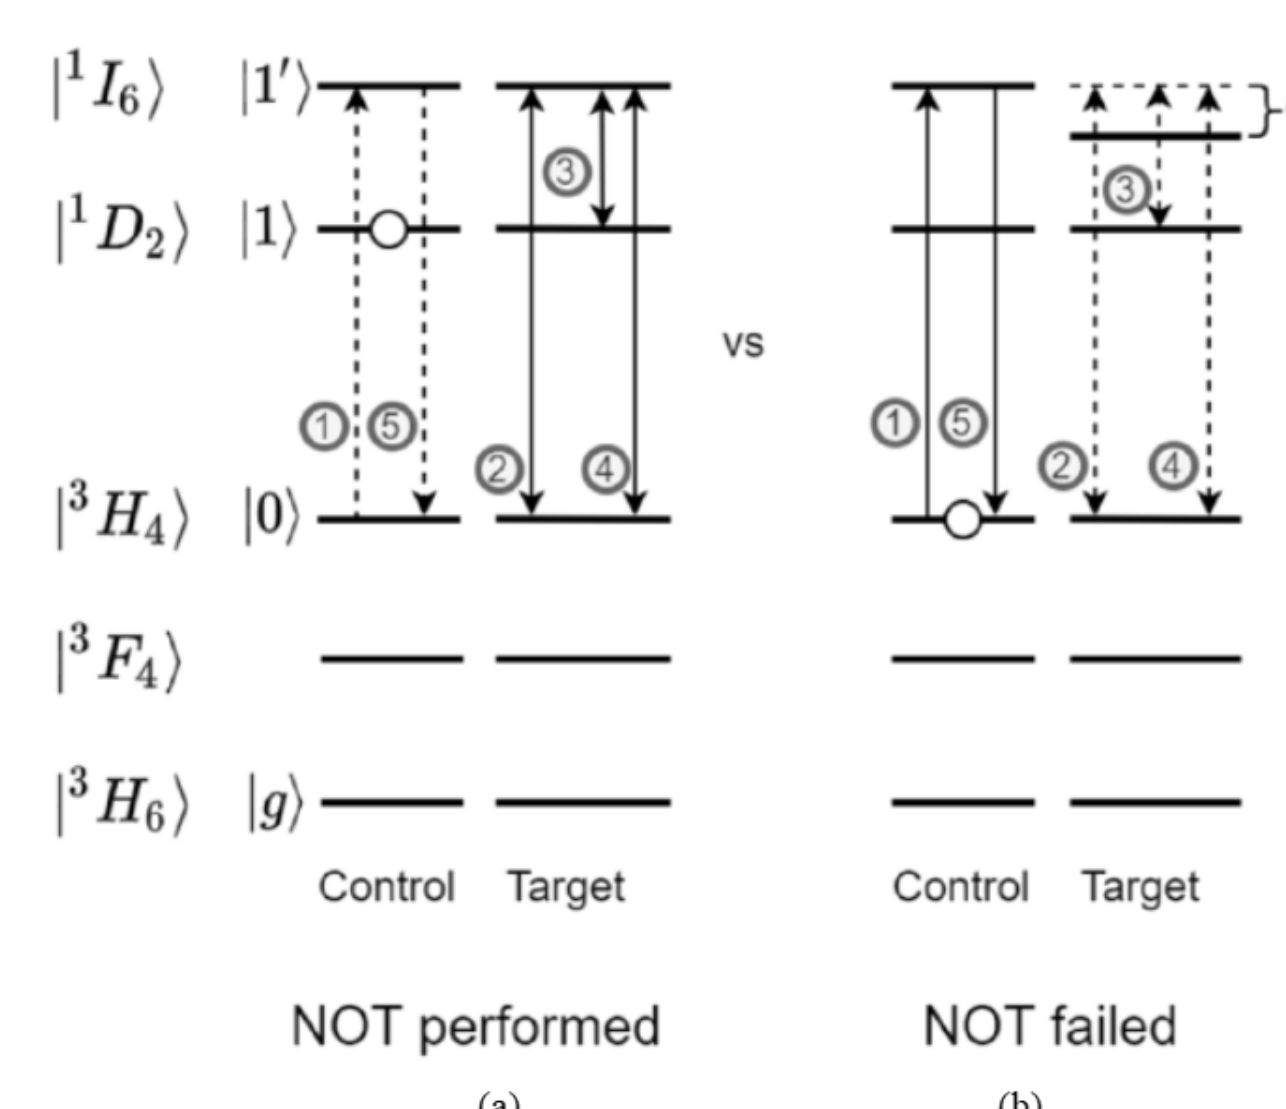 |¹I₆⟩ |1′⟩
③ ③
|¹D₂⟩ |1⟩
vs
① ⑤ ① ⑤
② ④ ② ④
|³H₄⟩ |0⟩
|³F₄⟩
|³H₆⟩ |g⟩
Control Target Control Target
NOT performed NOT failed
(a) (b)